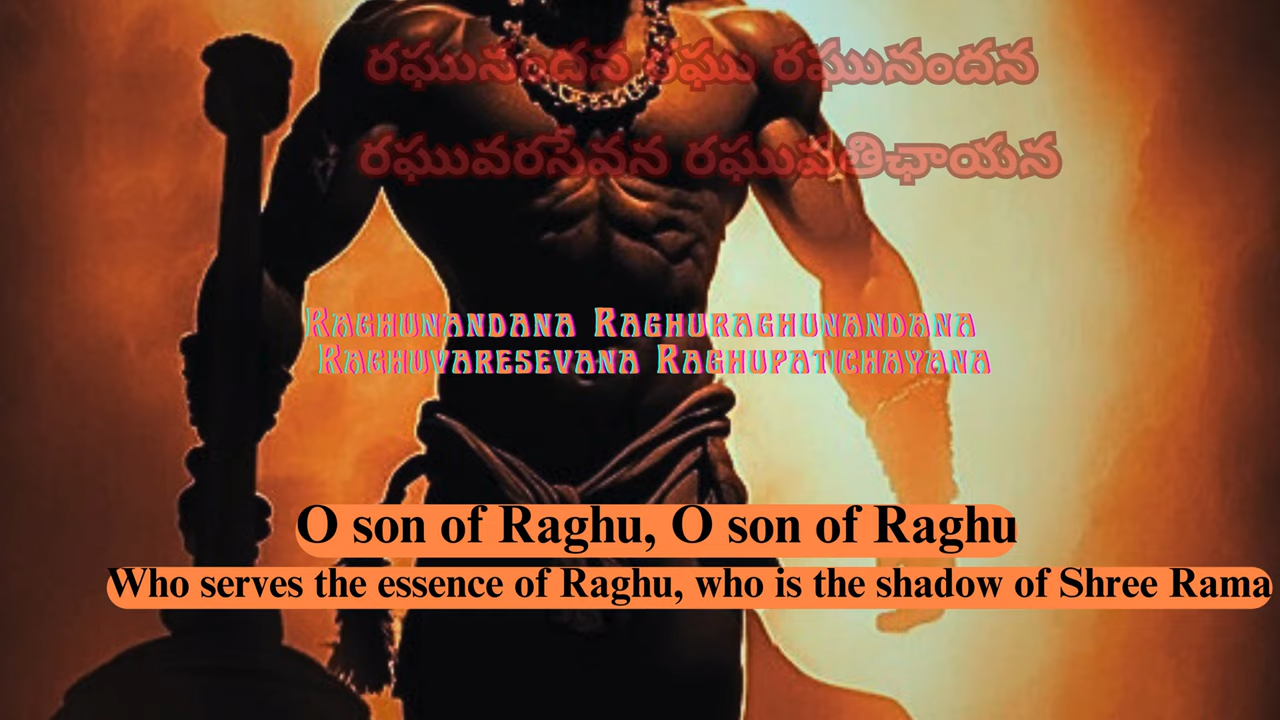 రఘునందన రఘు రఘునందన
రఘువరసేవన రఘుపతిఛాయన
Raghunandana Raghuraghunandana
Raghuvaresevana Raghupatichayana
O son of Raghu, O son of Raghu
Who serves the essence of Raghu, who is the shadow of Shree Rama